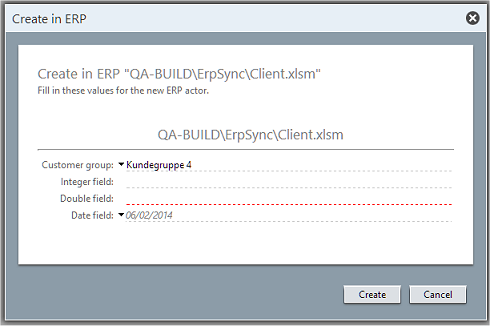 Create in ERP
Create in ERP "QA-BUILD\ErpSync\Client.xlsm"
Fill in these values for the new ERP actor.
QA-BUILD\ErpSync\Client.xlsm
Customer group: Kundegruppe 4
Integer field:
Double field:
Date field: 06/02/2014
Create Cancel